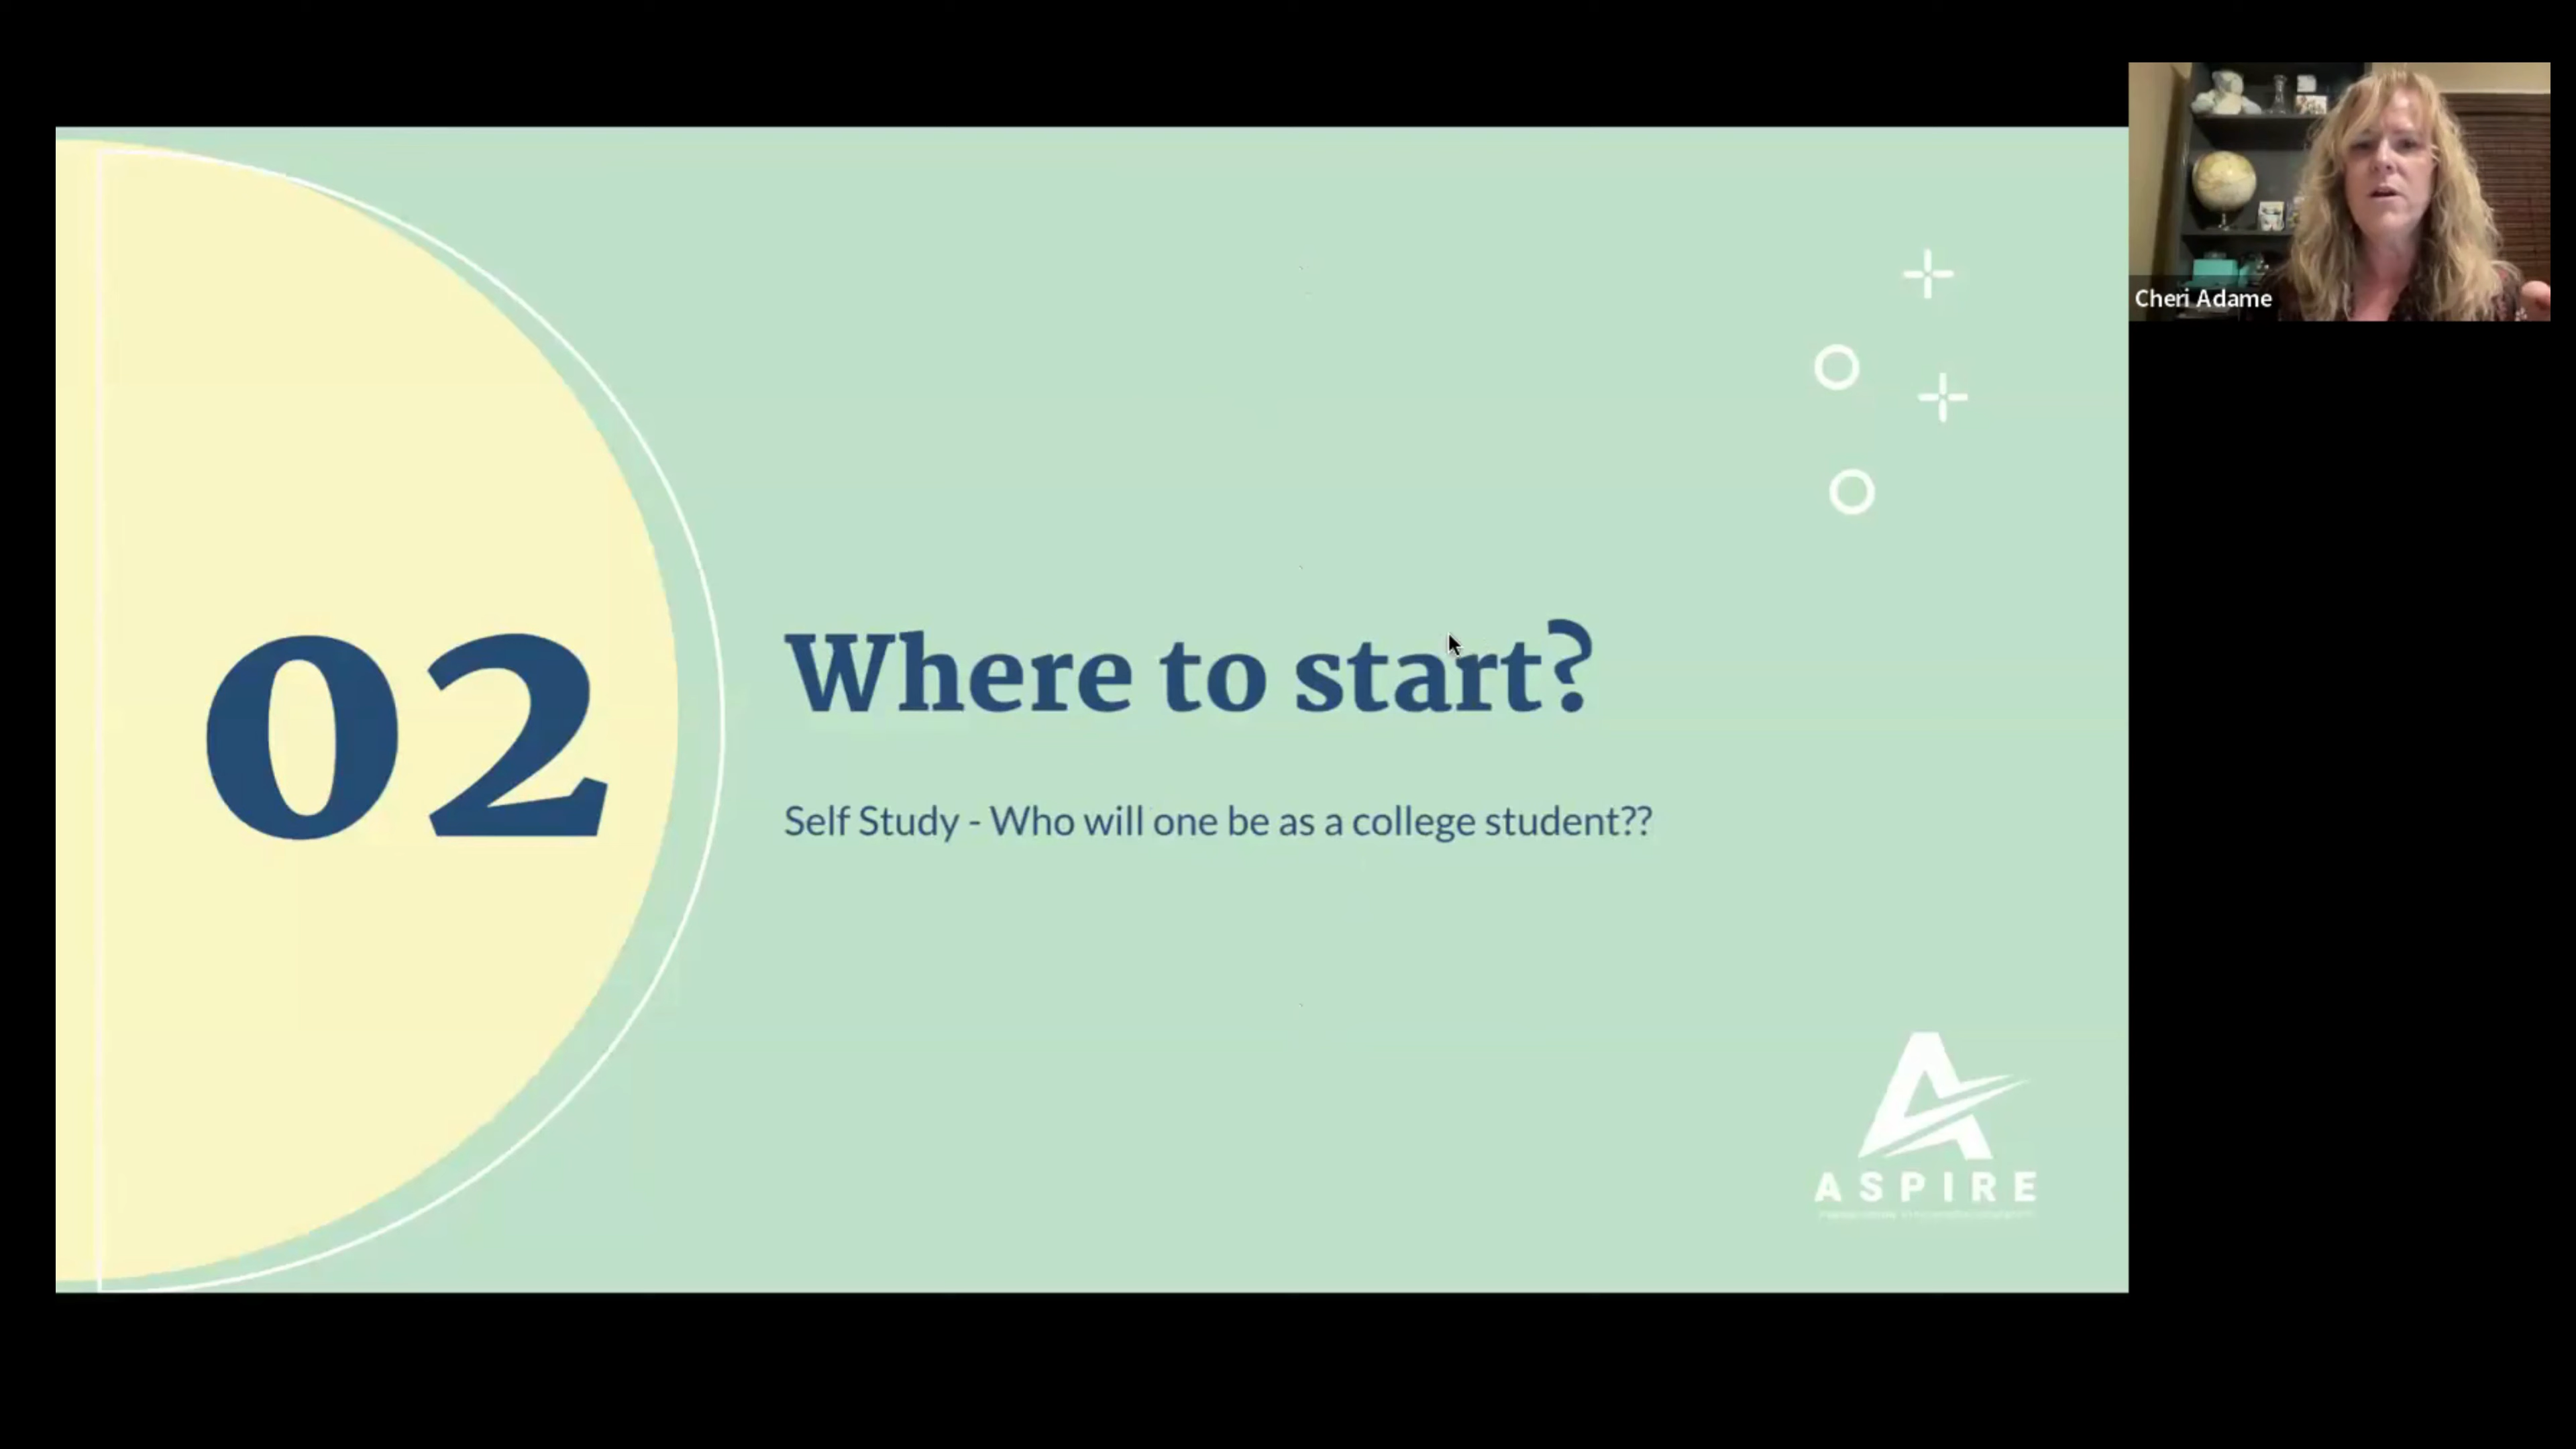 02
Where to start?
Self Study - Who will one be as a college student??
Cheri Adame
ASPIRE